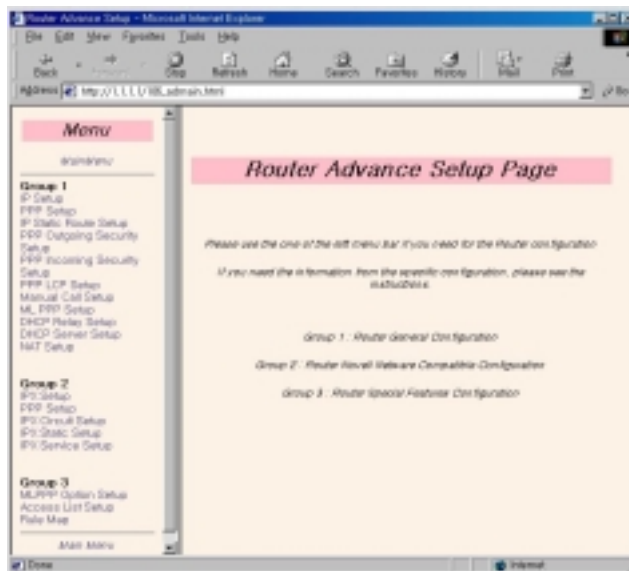 Router Advance Setup - Microsoft Internet Explorer
File Edit View Favorites Tools Help
Back Stop Refresh Home Search Favorites History Mail Print
Address
Menu
Group 1
IP Setup
PPP Setup
IP Static Route Setup
PPP Outgoing Security
Setup
PPP Incoming Security
Setup
PPP LCP Setup
Manual Call Setup
ML PPP Setup
DHCP Relay Setup
DHCP Server Setup
NAT Setup
Group 2
IPX Setup
PPP Setup
IPX Circuit Setup
IPX Static Setup
IPX Service Setup
Group 3
MLPPP Option Setup
Access List Setup
Main Menu
Router Advance Setup Page
Please use the one of the left menu bar if you need for the Router configuration
If you need the information from the specific configuration, please see the
instructions.
Group 1 : Router General Configuration
Group 2 : Router Novell Netware Compatible Configuration
Group 3 : Router Special Features Configuration
Done
Internet